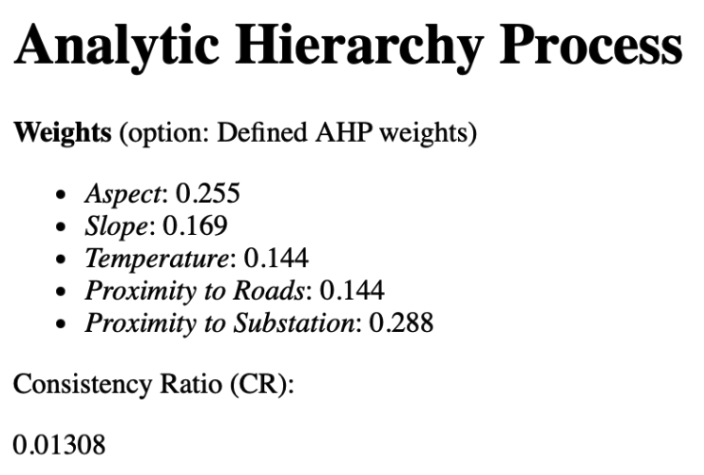 Analytic Hierarchy Process
Weights (option: Defined AHP weights)
• Aspect: 0.255
• Slope: 0.169
• Temperature: 0.144
• Proximity to Roads: 0.144
• Proximity to Substation: 0.288
Consistency Ratio (CR):
0.01308